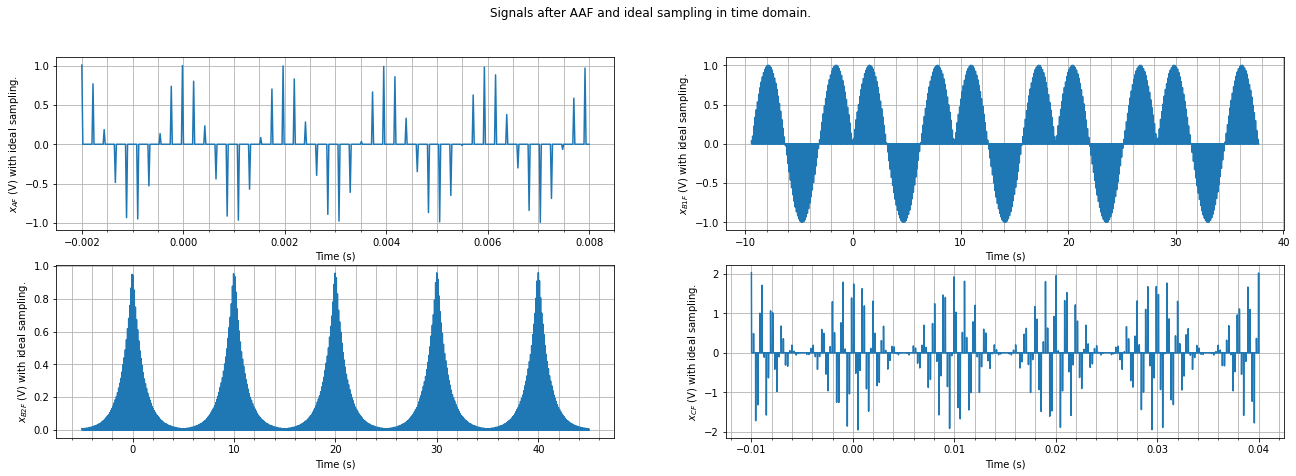 Signals after AAF and ideal sampling in time domain.
x_AF (V) with ideal sampling.
1.0
0.5
0.0
−0.5
−1.0
−0.002 0.000 0.002 0.004 0.006 0.008
Time (s)
x_B1F (V) with ideal sampling.
1.0
0.5
0.0
−0.5
−1.0
−10 0 10 20 30 40
Time (s)
x_B2F (V) with ideal sampling.
1.0
0.8
0.6
0.4
0.2
0.0
0 10 20 30 40
Time (s)
x_CF (V) with ideal sampling.
2
1
0
−1
−2
−0.01 0.00 0.01 0.02 0.03 0.04
Time (s)